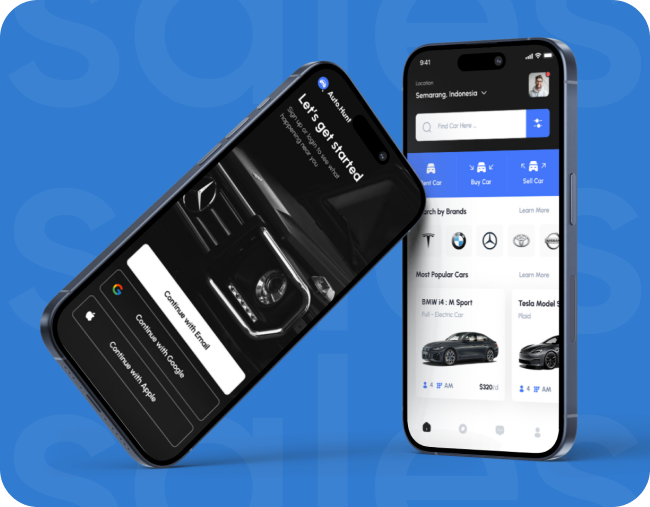 sales
sales
sales
Auto.Hunt
Let's get started
Sign up or login to see what
happening near you
Continue with Email
Continue with Google
Continue with Apple
9:41
Location
Semarang, Indonesia
Find Car Here ...
Car
Buy Car
Sell Car
by Brands
Learn More
Most Popular Cars
Learn More
BMW i4 : M Sport
Full - Electric Car
4
AM
$320/d
Tesla Model S
Plaid
4
AM